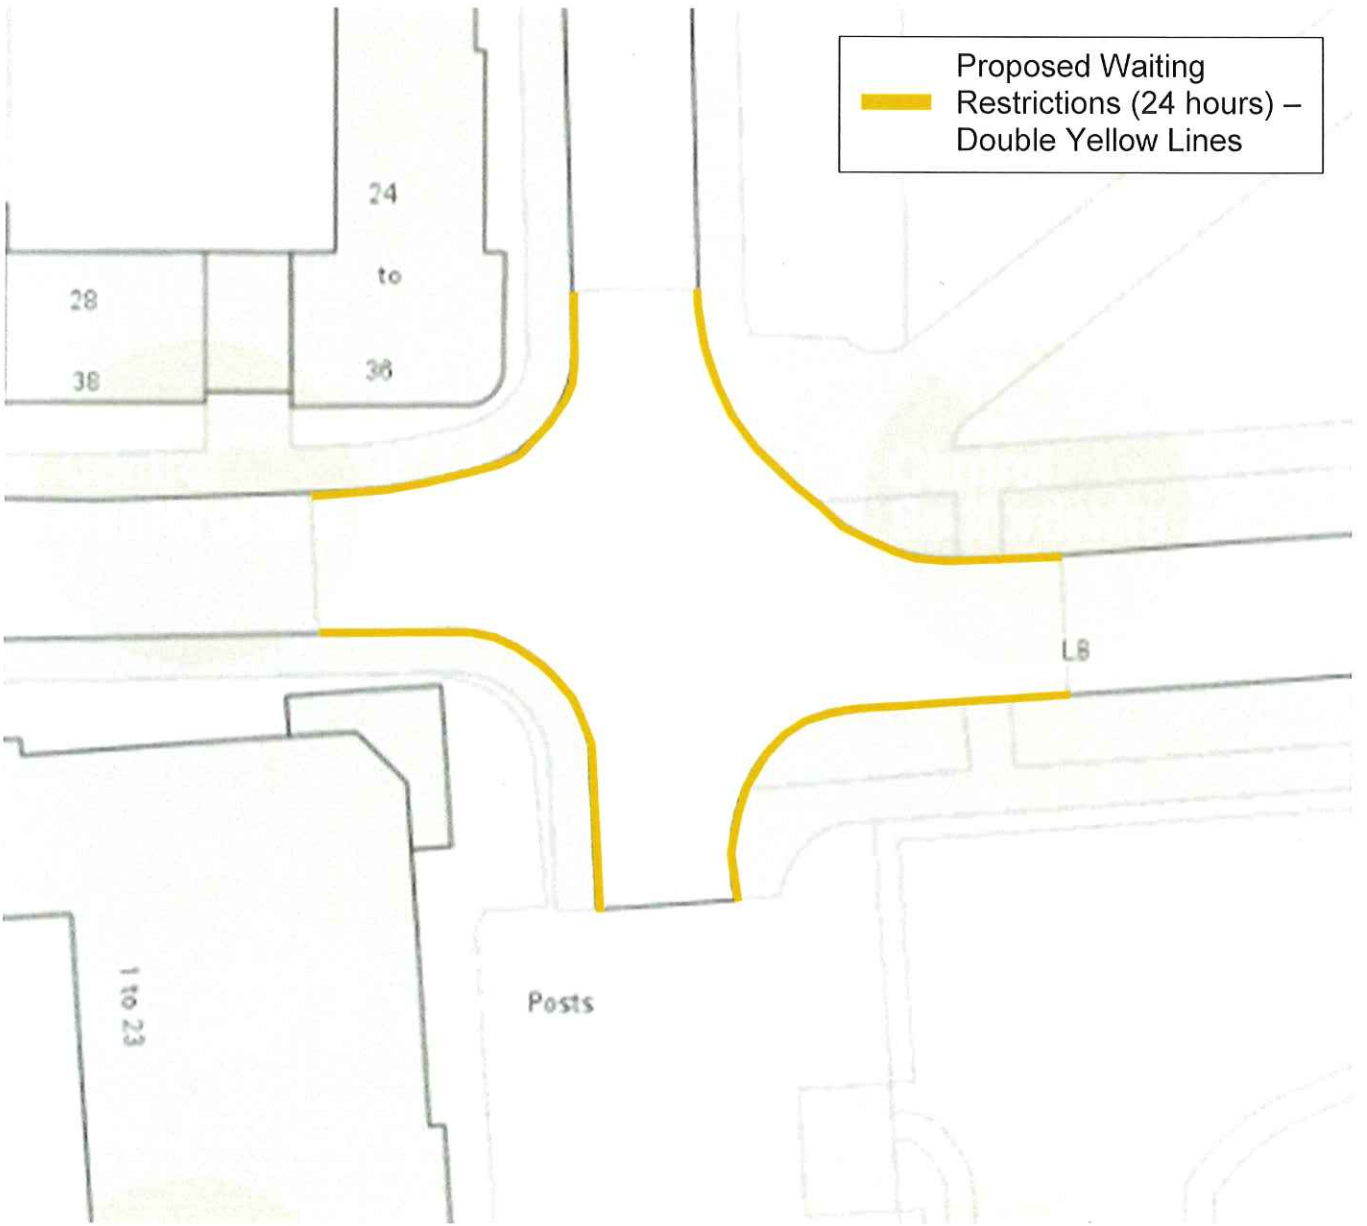 Proposed Waiting
Restrictions (24 hours) –
Double Yellow Lines
24
to
36
28
38
LB
1 to 23
Posts